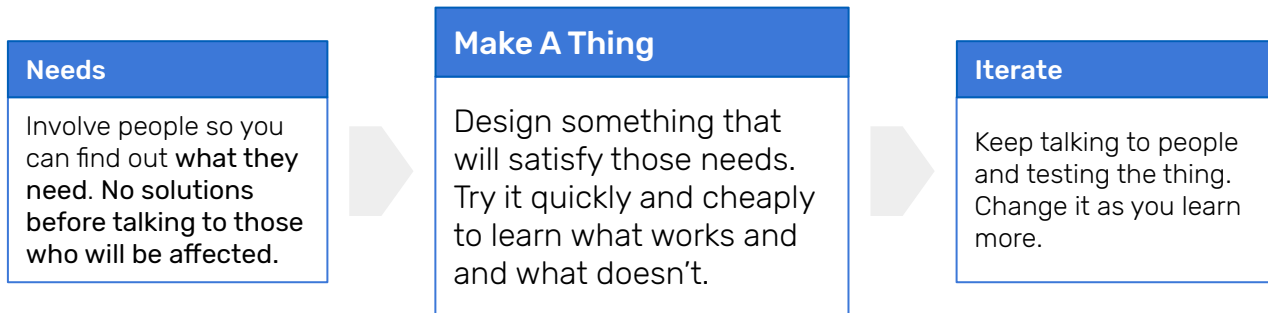 Needs
Involve people so you
can find out what they
need. No solutions
before talking to those
who will be affected.
Make A Thing
Design something that
will satisfy those needs.
Try it quickly and cheaply
to learn what works and
and what doesn't.
Iterate
Keep talking to people
and testing the thing.
Change it as you learn
more.